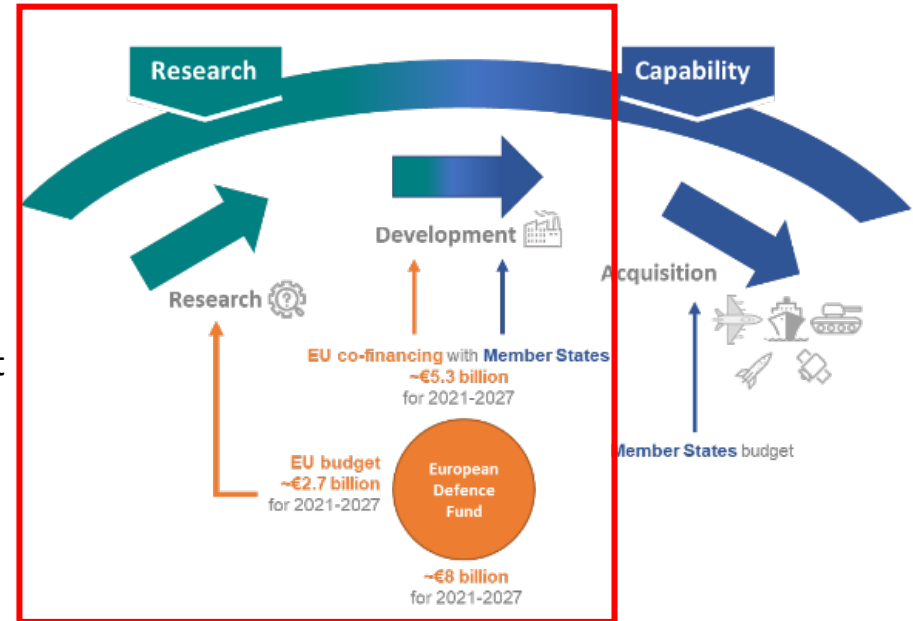 Research
Capability
Development
Acquisition
Research
EU co-financing with Member States
~€5.3 billion
for 2021-2027
t
EU budget
~€2.7 billion
for 2021-2027
European
Defence
Fund
Member States budget
~€8 billion
for 2021-2027